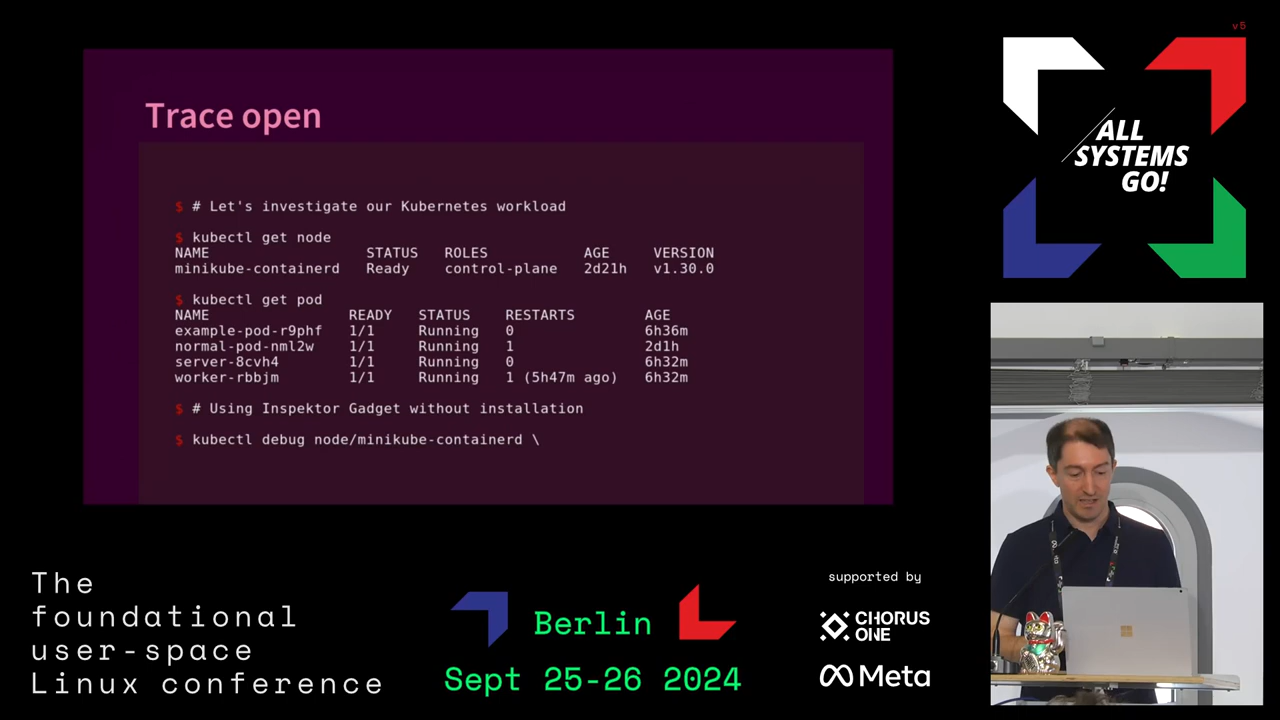 v5
ALL
SYSTEMS
GO!
Trace open
$ # Let's investigate our Kubernetes workload
$ kubectl get node
NAME STATUS ROLES AGE VERSION
minikube-containerd Ready control-plane 2d21h v1.30.0
$ kubectl get pod
NAME READY STATUS RESTARTS AGE
example-pod-r9phf 1/1 Running 0 6h36m
normal-pod-nml2w 1/1 Running 1 2d1h
server-8cvh4 1/1 Running 0 6h32m
worker-rbbjm 1/1 Running 1 (5h47m ago) 6h32m
$ # Using Inspektor Gadget without installation
$ kubectl debug node/minikube-containerd \
The
foundational
user-space
Linux conference
Berlin
Sept 25-26 2024
supported by
CHORUS
ONE
Meta